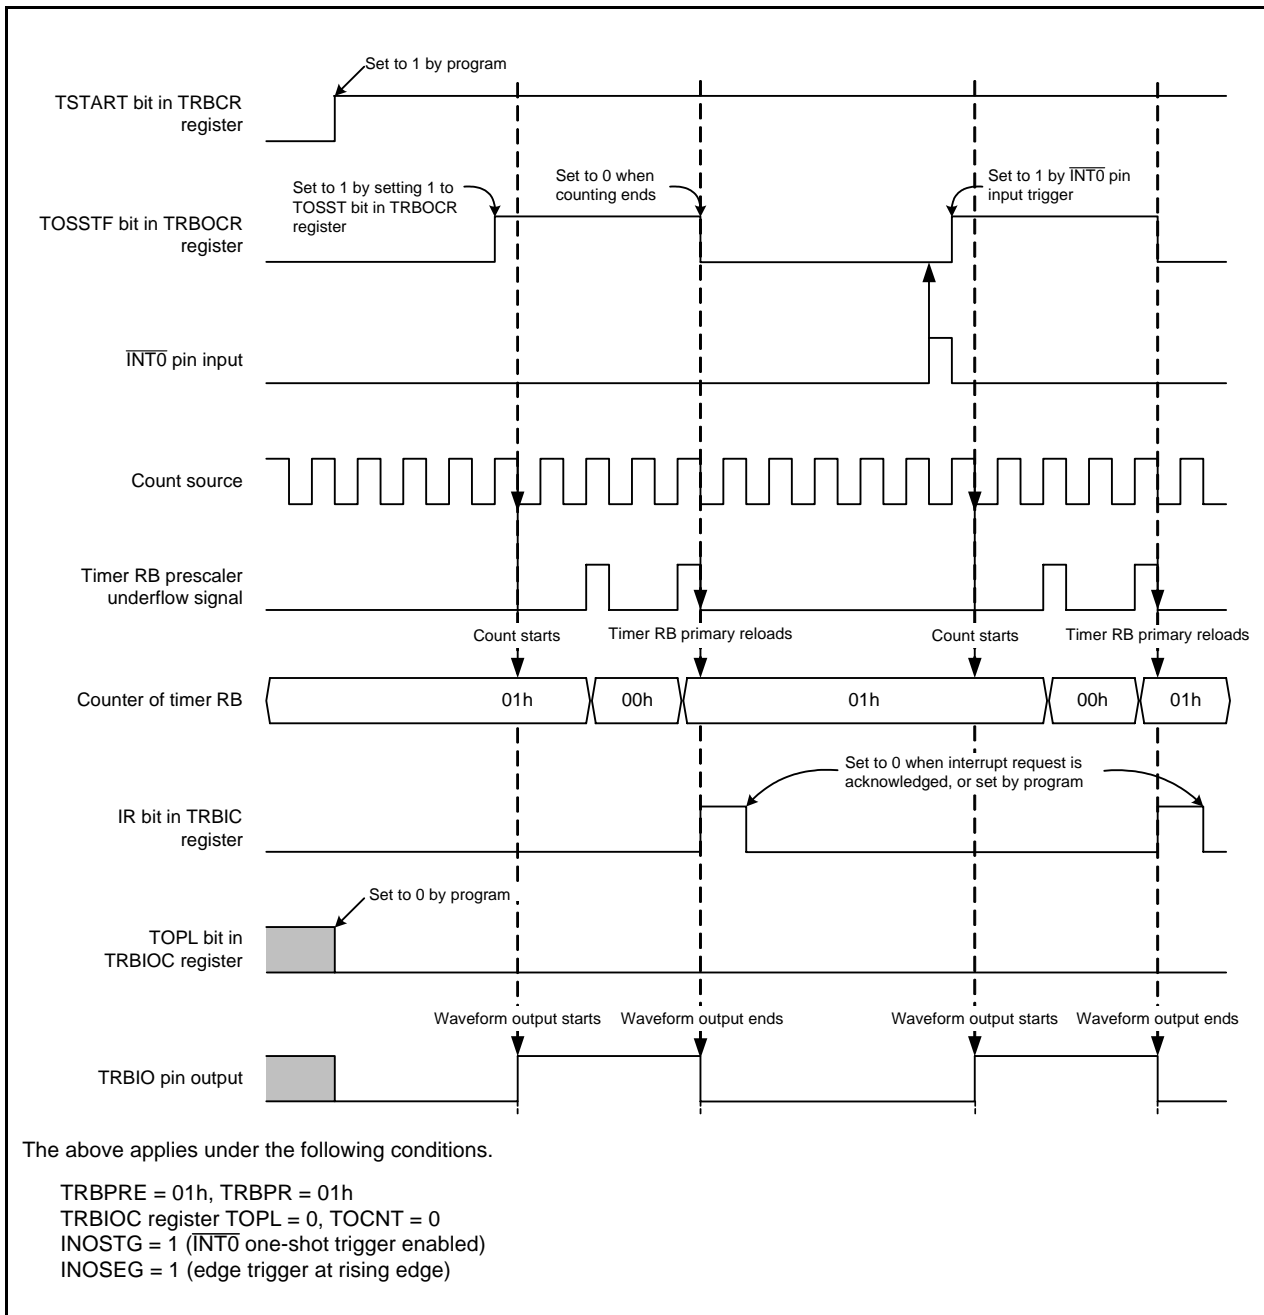 Set to 1 by program
TSTART bit in TRBCR
register
Set to 1 by setting 1 to
TOSST bit in TRBOCR
register
Set to 0 when
counting ends
Set to 1 by INT0 pin
input trigger
TOSSTF bit in TRBOCR
register
INT0 pin input
Count source
Timer RB prescaler
underflow signal
Count starts
Timer RB primary reloads
Count starts
Timer RB primary reloads
Counter of timer RB
01h
00h
01h
00h
01h
Set to 0 when interrupt request is
acknowledged, or set by program
IR bit in TRBIC
register
Set to 0 by program
TOPL bit in
TRBIOC register
Waveform output starts
Waveform output ends
Waveform output starts
Waveform output ends
TRBIO pin output
The above applies under the following conditions.
TRBPRE = 01h, TRBPR = 01h
TRBIOC register TOPL = 0, TOCNT = 0
INOSTG = 1 (INT0 one-shot trigger enabled)
INOSEG = 1 (edge trigger at rising edge)